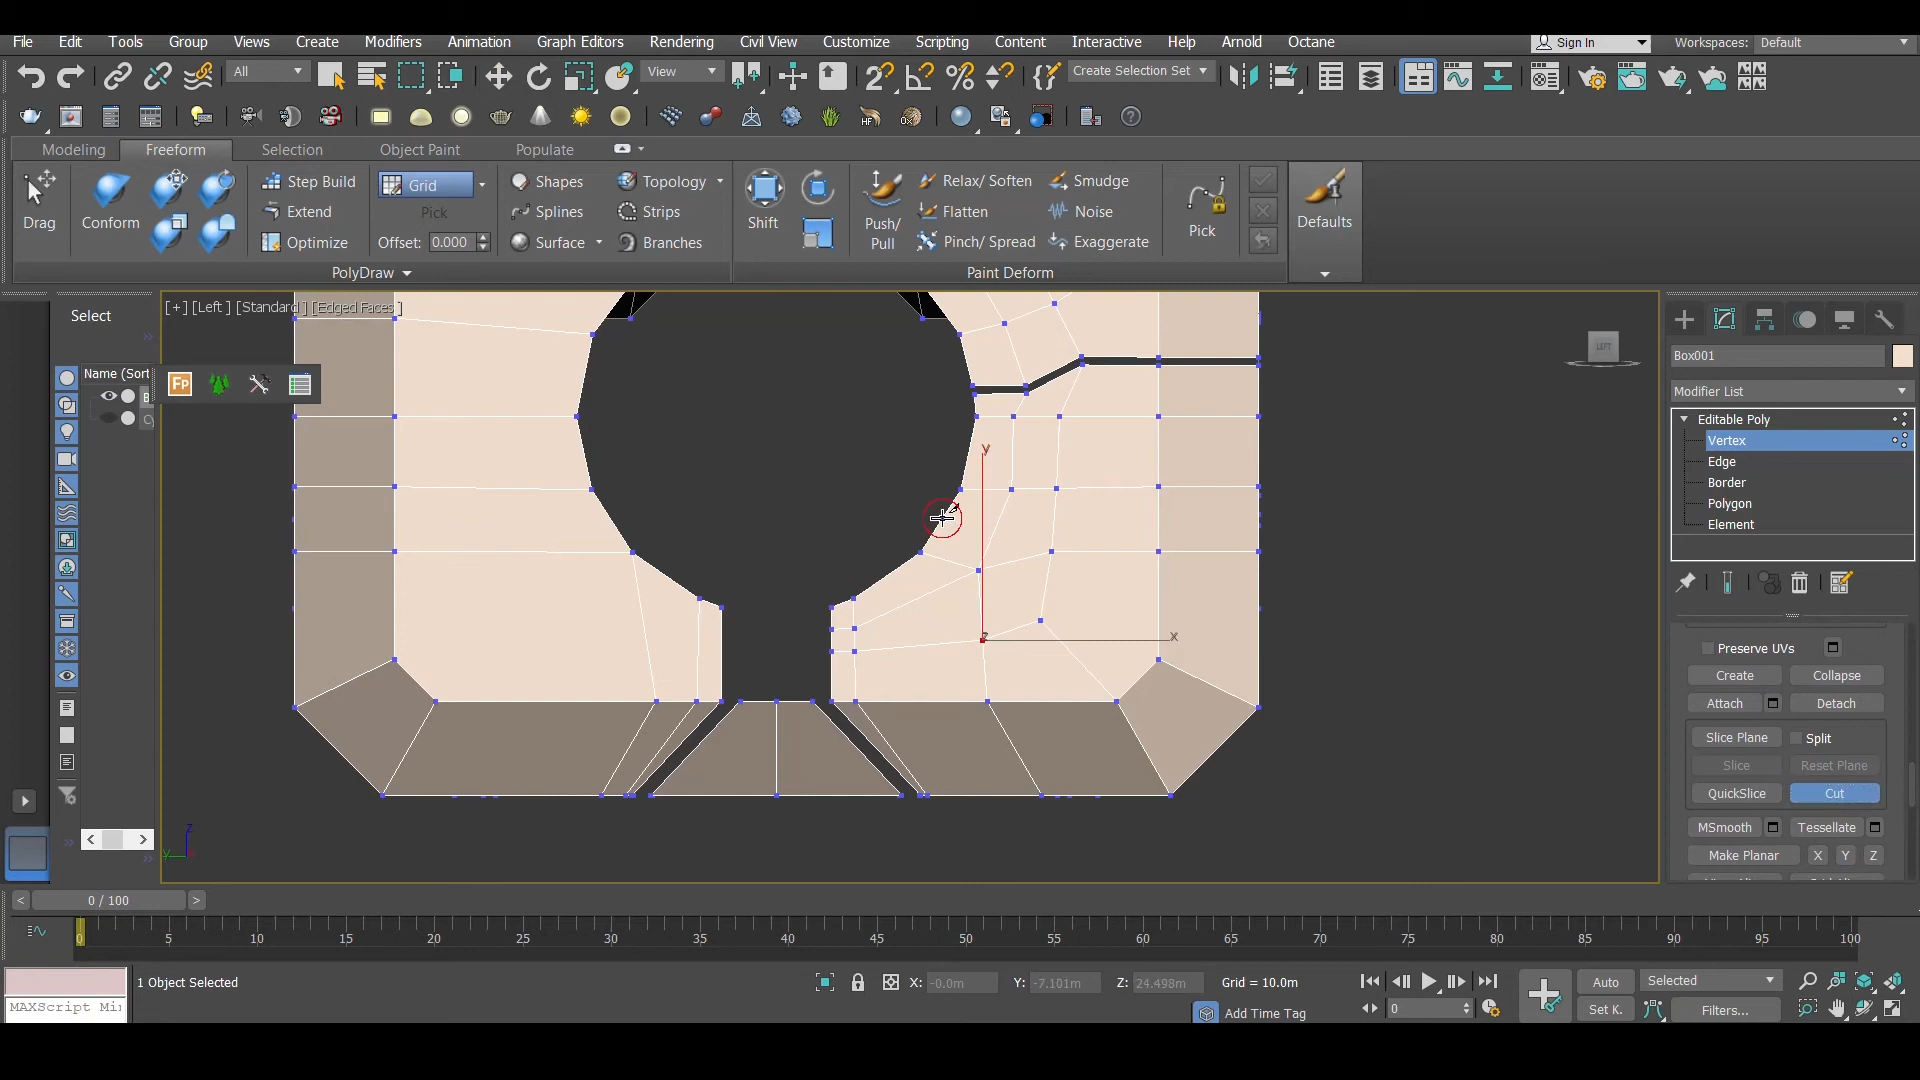 File Edit Tools Group Views Create Modifiers Animation Graph Editors Rendering Civil View Customize Scripting Content Interactive Help Arnold Octane Sign In Workspaces: Default
All View Create Selection Set
HF
Modeling Freeform Selection Object Paint Populate
Drag Conform Step Build Extend Optimize
Grid Pick Offset: 0.000
Shapes Splines Surface Topology Strips Branches
Shift Push/ Pull
Relax/Soften Flatten Pinch/Spread Smudge Noise Exaggerate
Pick Defaults
PolyDraw Paint Deform
Select [+] [Left] [Standard] [Edged Faces] LEFT
Name (Sort
Fp
y
z x
z
y
Box001
Modifier List
Editable Poly
Vertex
Edge
Border
Polygon
Element
Preserve UVs
Create Collapse
Attach Detach
Slice Plane Split
Slice Reset Plane
QuickSlice Cut
MSmooth Tessellate
Make Planar X Y Z
< 0 / 100 >
0 5 10 15 20 25 30 35 40 45 50 55 60 65 70 75 80 85 90 95 100
1 Object Selected X: -0.0m Y: -7.101m Z: 24.498m Grid = 10.0m Auto Selected
MAXScript Mi Add Time Tag 0 Set K. Filters...